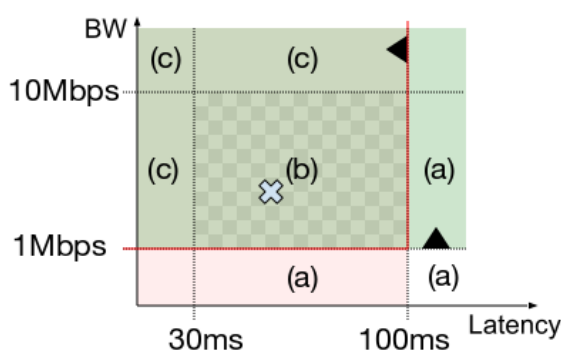 BW
(c) (c)
10Mbps
(c) (b) (a)
1Mbps
(a) (a)
Latency
30ms 100ms